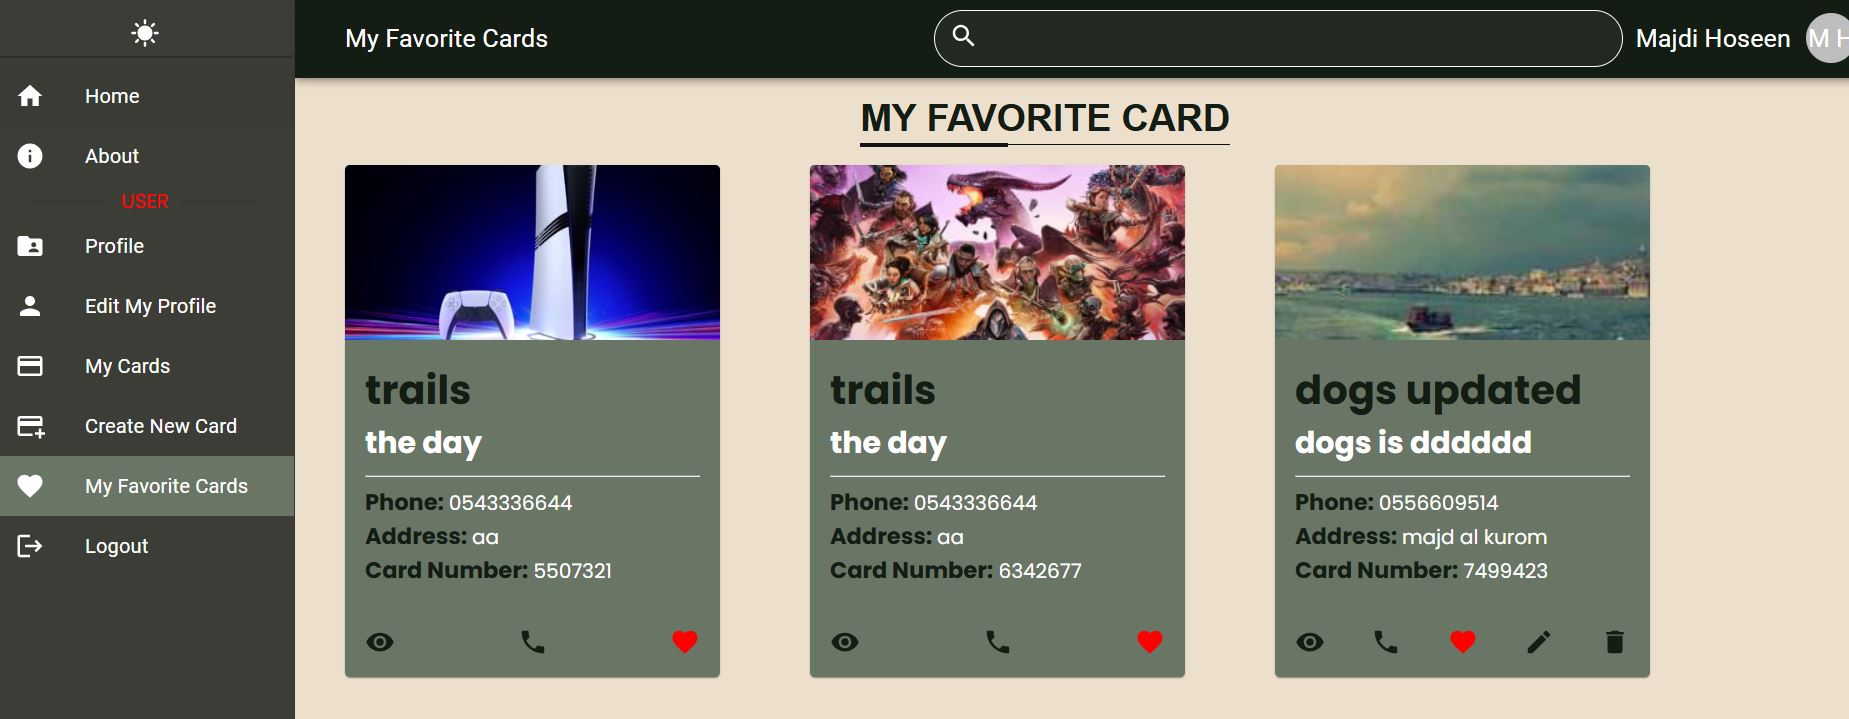 My Favorite Cards
Majdi Hoseen
M H
Home
About
USER
Profile
Edit My Profile
My Cards
Create New Card
My Favorite Cards
Logout
MY FAVORITE CARD
trails
the day
Phone: 0543336644
Address: aa
Card Number: 5507321
trails
the day
Phone: 0543336644
Address: aa
Card Number: 6342677
dogs updated
dogs is dddddd
Phone: 0556609514
Address: majd al kurom
Card Number: 7499423